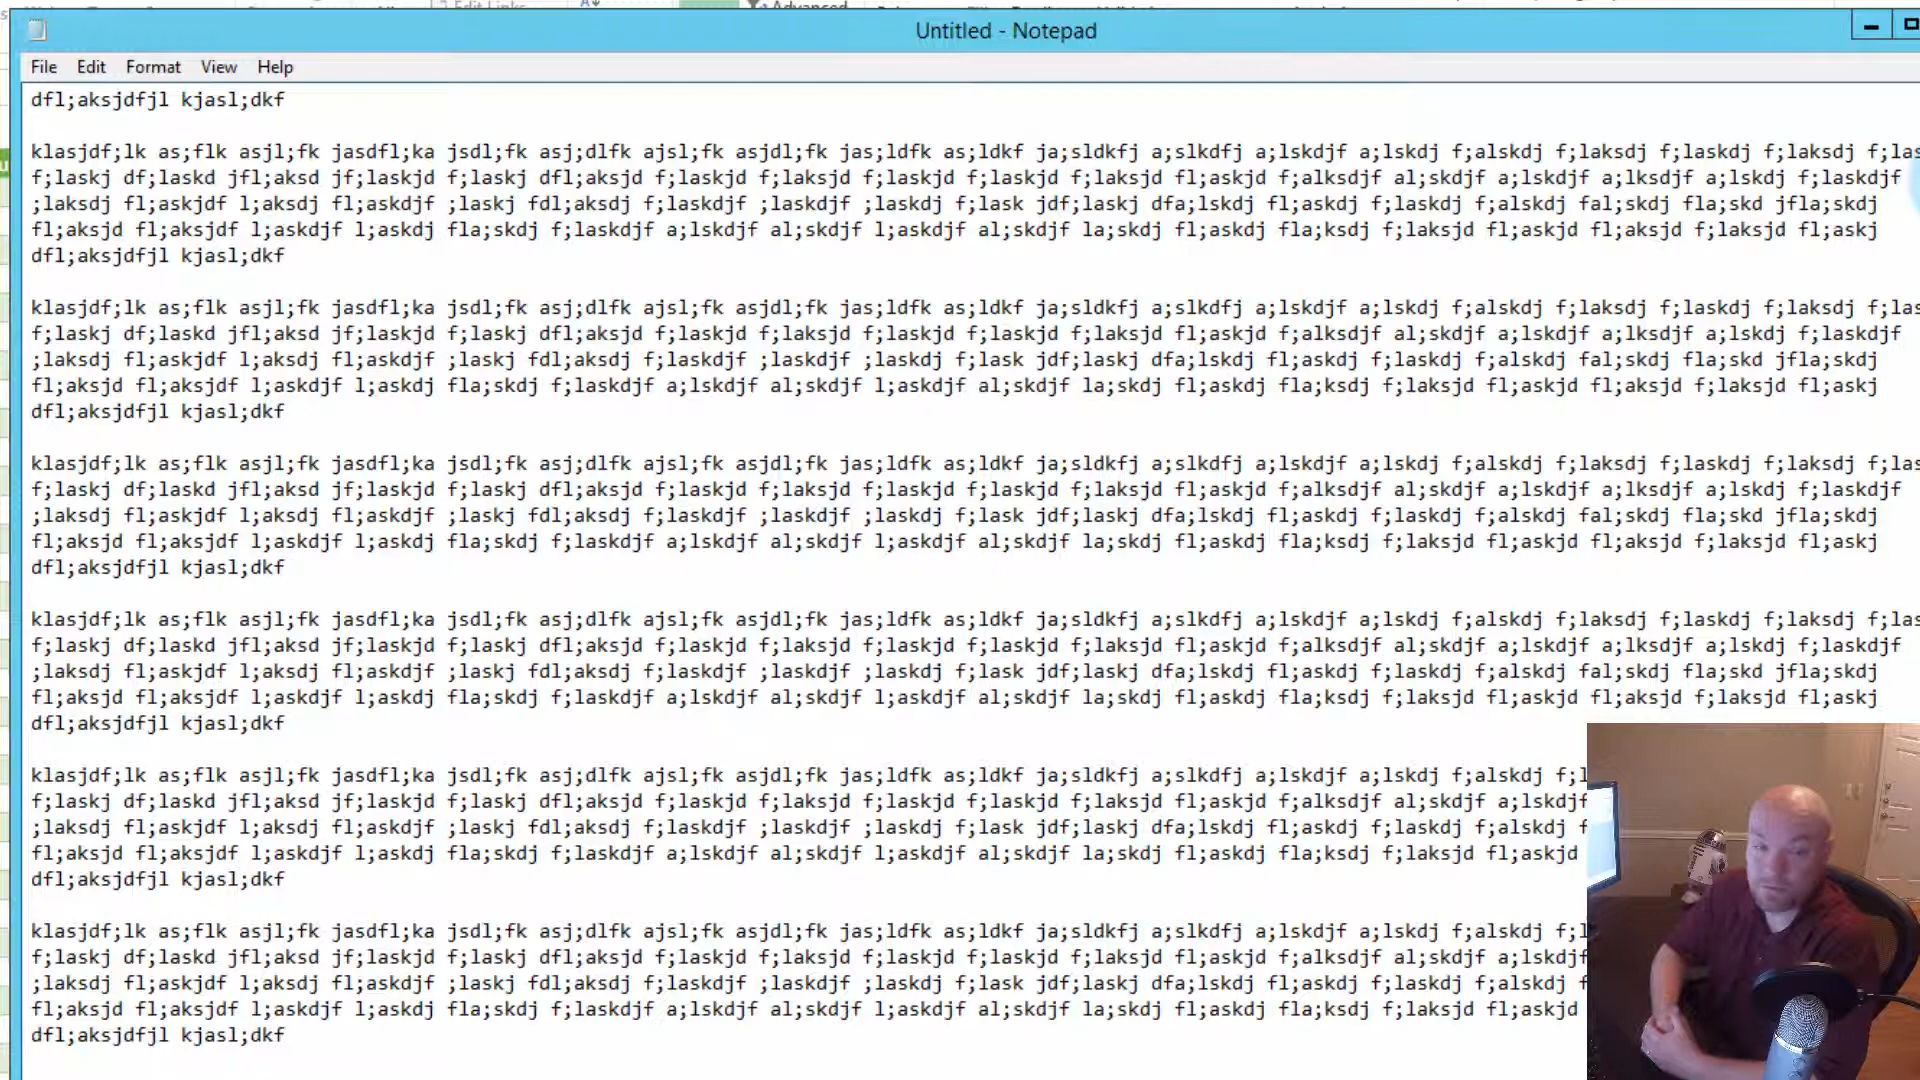 Edit Links
Advanced
Untitled - Notepad
File Edit Format View Help
dfl;aksjdfjl kjasl;dkf
klasjdf;lk as;flk asjl;fk jasdfl;ka jsdl;fk asj;dlfk ajsl;fk asjdl;fk jas;ldfk as;ldkf ja;sldkfj a;slkdfj a;lskdjf a;lskdj f;alskdj f;laksdj f;laskdj f;laksdj f;las
f;laskj df;laskd jfl;aksd jf;laskjd f;laskj dfl;aksjd f;laskjd f;laksjd f;laskjd f;laskjd f;laksjd fl;askjd f;alksdjf al;skdjf a;lskdjf a;lksdjf a;lskdj f;laskdjf
;laksdj fl;askjdf l;aksdj fl;askdjf ;laskj fdl;aksdj f;laskdjf ;laskdjf ;laskdj f;lask jdf;laskj dfa;lskdj fl;askdj f;laskdj f;alskdj fal;skdj fla;skd jfla;skdj
fl;aksjd fl;aksjdf l;askdjf l;askdj fla;skdj f;laskdjf a;lskdjf al;skdjf l;askdjf al;skdjf la;skdj fl;askdj fla;ksdj f;laksjd fl;askjd fl;aksjd f;laksjd fl;askj
dfl;aksjdfjl kjasl;dkf
klasjdf;lk as;flk asjl;fk jasdfl;ka jsdl;fk asj;dlfk ajsl;fk asjdl;fk jas;ldfk as;ldkf ja;sldkfj a;slkdfj a;lskdjf a;lskdj f;alskdj f;laksdj f;laskdj f;laksdj f;las
f;laskj df;laskd jfl;aksd jf;laskjd f;laskj dfl;aksjd f;laskjd f;laksjd f;laskjd f;laskjd f;laksjd fl;askjd f;alksdjf al;skdjf a;lskdjf a;lksdjf a;lskdj f;laskdjf
;laksdj fl;askjdf l;aksdj fl;askdjf ;laskj fdl;aksdj f;laskdjf ;laskdjf ;laskdj f;lask jdf;laskj dfa;lskdj fl;askdj f;laskdj f;alskdj fal;skdj fla;skd jfla;skdj
fl;aksjd fl;aksjdf l;askdjf l;askdj fla;skdj f;laskdjf a;lskdjf al;skdjf l;askdjf al;skdjf la;skdj fl;askdj fla;ksdj f;laksjd fl;askjd fl;aksjd f;laksjd fl;askj
dfl;aksjdfjl kjasl;dkf
klasjdf;lk as;flk asjl;fk jasdfl;ka jsdl;fk asj;dlfk ajsl;fk asjdl;fk jas;ldfk as;ldkf ja;sldkfj a;slkdfj a;lskdjf a;lskdj f;alskdj f;laksdj f;laskdj f;laksdj f;las
f;laskj df;laskd jfl;aksd jf;laskjd f;laskj dfl;aksjd f;laskjd f;laksjd f;laskjd f;laskjd f;laksjd fl;askjd f;alksdjf al;skdjf a;lskdjf a;lksdjf a;lskdj f;laskdjf
;laksdj fl;askjdf l;aksdj fl;askdjf ;laskj fdl;aksdj f;laskdjf ;laskdjf ;laskdj f;lask jdf;laskj dfa;lskdj fl;askdj f;laskdj f;alskdj fal;skdj fla;skd jfla;skdj
fl;aksjd fl;aksjdf l;askdjf l;askdj fla;skdj f;laskdjf a;lskdjf al;skdjf l;askdjf al;skdjf la;skdj fl;askdj fla;ksdj f;laksjd fl;askjd fl;aksjd f;laksjd fl;askj
dfl;aksjdfjl kjasl;dkf
klasjdf;lk as;flk asjl;fk jasdfl;ka jsdl;fk asj;dlfk ajsl;fk asjdl;fk jas;ldfk as;ldkf ja;sldkfj a;slkdfj a;lskdjf a;lskdj f;alskdj f;laksdj f;laskdj f;laksdj f;las
f;laskj df;laskd jfl;aksd jf;laskjd f;laskj dfl;aksjd f;laskjd f;laksjd f;laskjd f;laskjd f;laksjd fl;askjd f;alksdjf al;skdjf a;lskdjf a;lksdjf a;lskdj f;laskdjf
;laksdj fl;askjdf l;aksdj fl;askdjf ;laskj fdl;aksdj f;laskdjf ;laskdjf ;laskdj f;lask jdf;laskj dfa;lskdj fl;askdj f;laskdj f;alskdj fal;skdj fla;skd jfla;skdj
fl;aksjd fl;aksjdf l;askdjf l;askdj fla;skdj f;laskdjf a;lskdjf al;skdjf l;askdjf al;skdjf la;skdj fl;askdj fla;ksdj f;laksjd fl;askjd fl;aksjd f;laksjd fl;askj
dfl;aksjdfjl kjasl;dkf
klasjdf;lk as;flk asjl;fk jasdfl;ka jsdl;fk asj;dlfk ajsl;fk asjdl;fk jas;ldfk as;ldkf ja;sldkfj a;slkdfj a;lskdjf a;lskdj f;alskdj f;l
f;laskj df;laskd jfl;aksd jf;laskjd f;laskj dfl;aksjd f;laskjd f;laksjd f;laskjd f;laskjd f;laksjd fl;askjd f;alksdjf al;skdjf a;lskdjf
;laksdj fl;askjdf l;aksdj fl;askdjf ;laskj fdl;aksdj f;laskdjf ;laskdjf ;laskdj f;lask jdf;laskj dfa;lskdj fl;askdj f;laskdj f;alskdj f
fl;aksjd fl;aksjdf l;askdjf l;askdj fla;skdj f;laskdjf a;lskdjf al;skdjf l;askdjf al;skdjf la;skdj fl;askdj fla;ksdj f;laksjd fl;askjd
dfl;aksjdfjl kjasl;dkf
klasjdf;lk as;flk asjl;fk jasdfl;ka jsdl;fk asj;dlfk ajsl;fk asjdl;fk jas;ldfk as;ldkf ja;sldkfj a;slkdfj a;lskdjf a;lskdj f;alskdj f;l
f;laskj df;laskd jfl;aksd jf;laskjd f;laskj dfl;aksjd f;laskjd f;laksjd f;laskjd f;laskjd f;laksjd fl;askjd f;alksdjf al;skdjf a;lskdjf
;laksdj fl;askjdf l;aksdj fl;askdjf ;laskj fdl;aksdj f;laskdjf ;laskdjf ;laskdj f;lask jdf;laskj dfa;lskdj fl;askdj f;laskdj f;alskdj f
fl;aksjd fl;aksjdf l;askdjf l;askdj fla;skdj f;laskdjf a;lskdjf al;skdjf l;askdjf al;skdjf la;skdj fl;askdj fla;ksdj f;laksjd fl;askjd
dfl;aksjdfjl kjasl;dkf